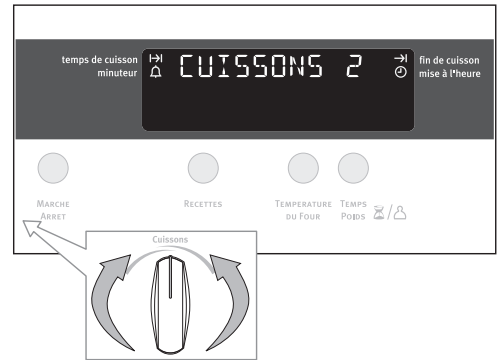 temps de cuisson
minuteur
CUISSONS 2
fin de cuisson
mise à l'heure
MARCHE
ARRET
RECETTES
TEMPERATURE
DU FOUR
TEMPS
POIDS
/
Cuissons